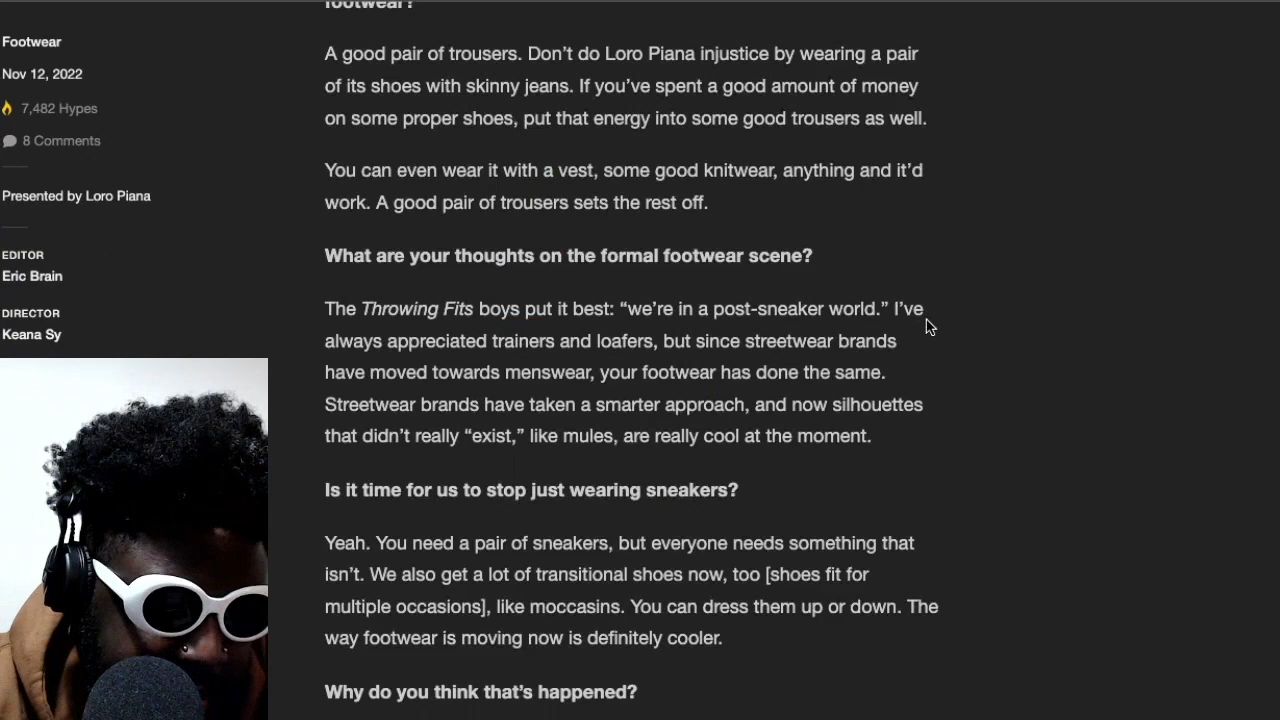 footwear?
Footwear
Nov 12, 2022
7,482 Hypes
8 Comments
Presented by Loro Piana
EDITOR
Eric Brain
DIRECTOR
Keana Sy
A good pair of trousers. Don’t do Loro Piana injustice by wearing a pair
of its shoes with skinny jeans. If you’ve spent a good amount of money
on some proper shoes, put that energy into some good trousers as well.
You can even wear it with a vest, some good knitwear, anything and it’d
work. A good pair of trousers sets the rest off.
What are your thoughts on the formal footwear scene?
The Throwing Fits boys put it best: “we’re in a post-sneaker world.” I’ve
always appreciated trainers and loafers, but since streetwear brands
have moved towards menswear, your footwear has done the same.
Streetwear brands have taken a smarter approach, and now silhouettes
that didn’t really “exist,” like mules, are really cool at the moment.
Is it time for us to stop just wearing sneakers?
Yeah. You need a pair of sneakers, but everyone needs something that
isn’t. We also get a lot of transitional shoes now, too [shoes fit for
multiple occasions], like moccasins. You can dress them up or down. The
way footwear is moving now is definitely cooler.
Why do you think that’s happened?